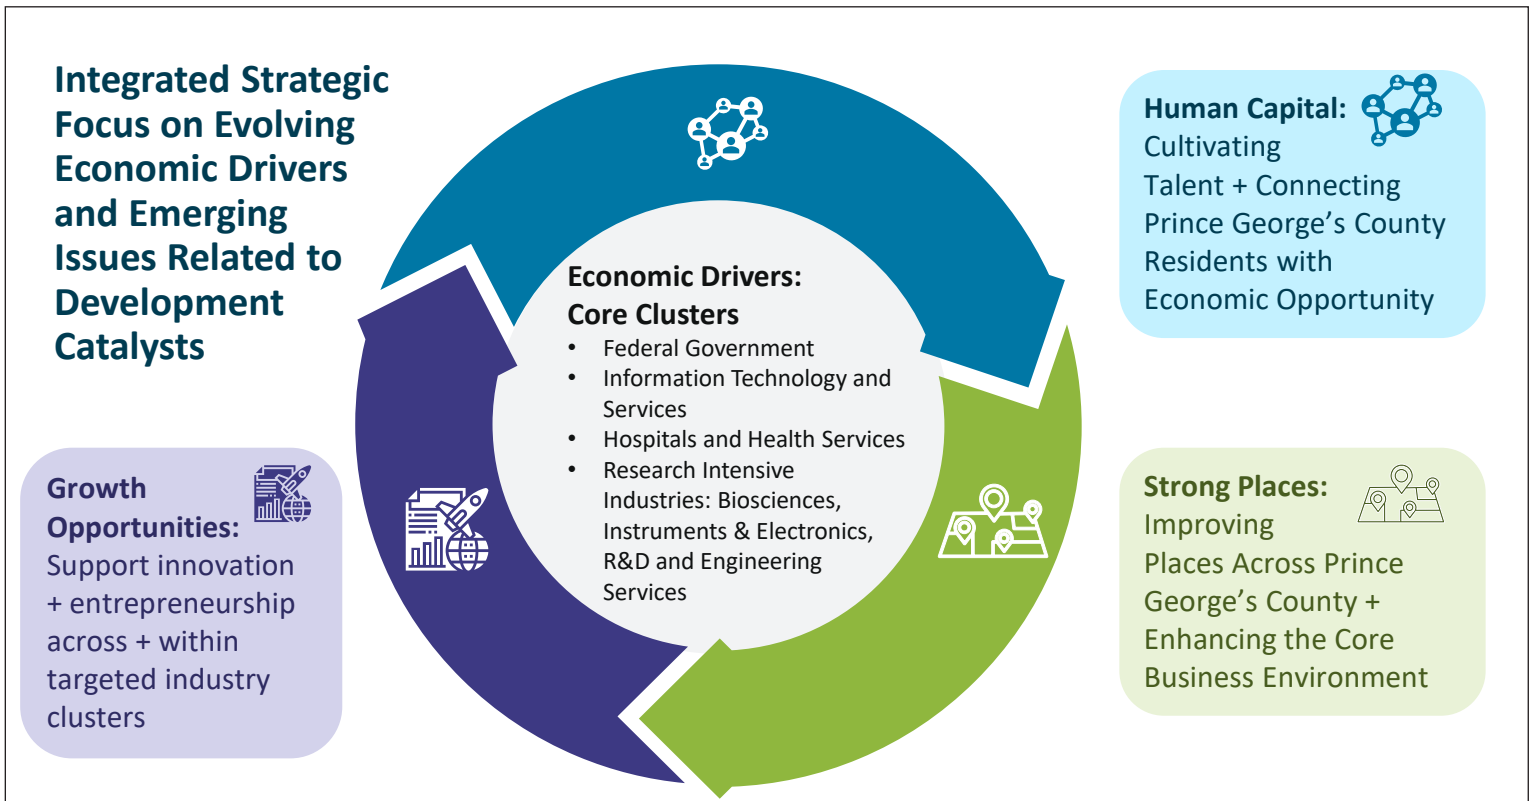 Integrated Strategic
Focus on Evolving
Economic Drivers
and Emerging
Issues Related to
Development
Catalysts
Economic Drivers:
Core Clusters
• Federal Government
• Information Technology and
Services
• Hospitals and Health Services
• Research Intensive
Industries: Biosciences,
Instruments & Electronics,
R&D and Engineering
Services
Human Capital:
Cultivating
Talent + Connecting
Prince George’s County
Residents with
Economic Opportunity
Strong Places:
Improving
Places Across Prince
George’s County +
Enhancing the Core
Business Environment
Growth
Opportunities:
Support innovation
+ entrepreneurship
across + within
targeted industry
clusters